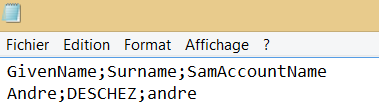 Fichier Edition Format Affichage ?
GivenName;Surname;SamAccountName
Andre;DESCHEZ;andre